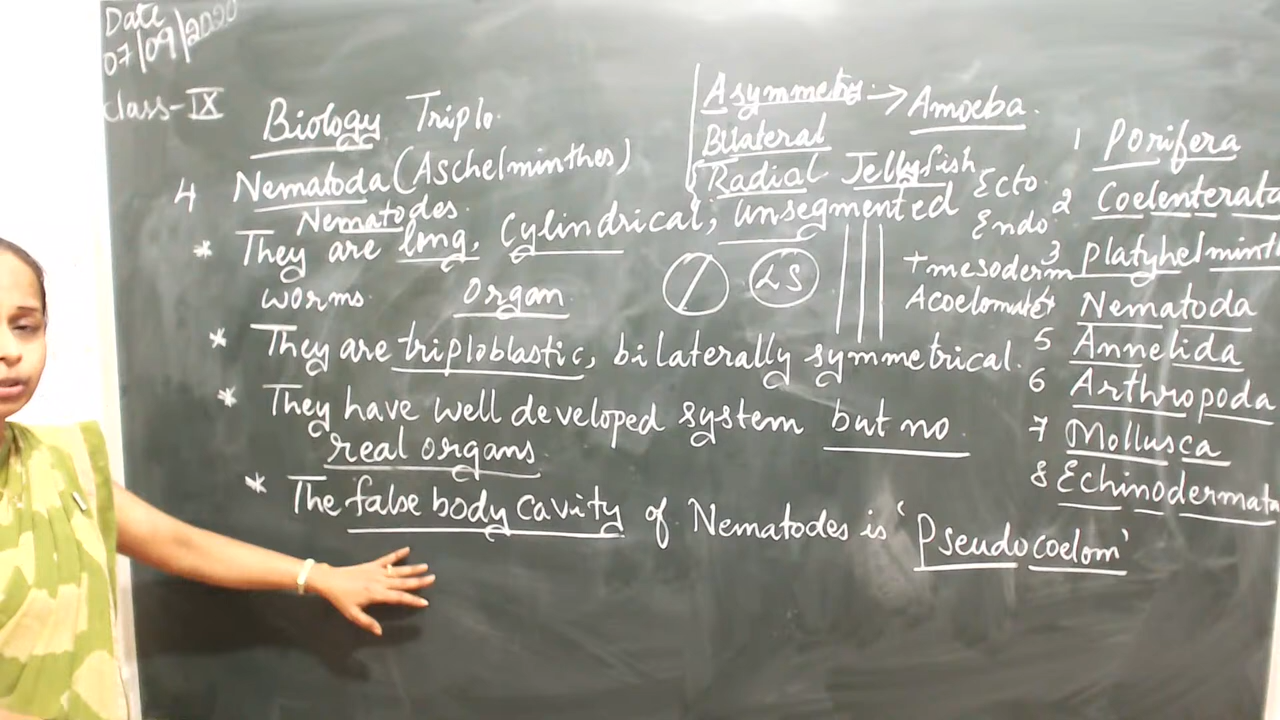 Date
07/09/2020
Class-IX
Biology Triplo.
4 Nematoda (Aschelminthes)
Nematodes.
* They are long, Cylindrical, unsegmented
worms. Organ
* They are triploblastic, bilaterally symmetrical.
* They have well developed system but no
real organs.
* The false body cavity of Nematodes is 'Pseudocoelom'
Asymmetry → Amoeba.
Bilateral
Radial Jellyfish
Ecto
Endo
+mesoderm
Acoelomate
LS
1 Porifera
2 Coelenterata
3 Platyhelminth
4 Nematoda
5 Annelida
6 Arthropoda
7 Mollusca
8 Echinodermata